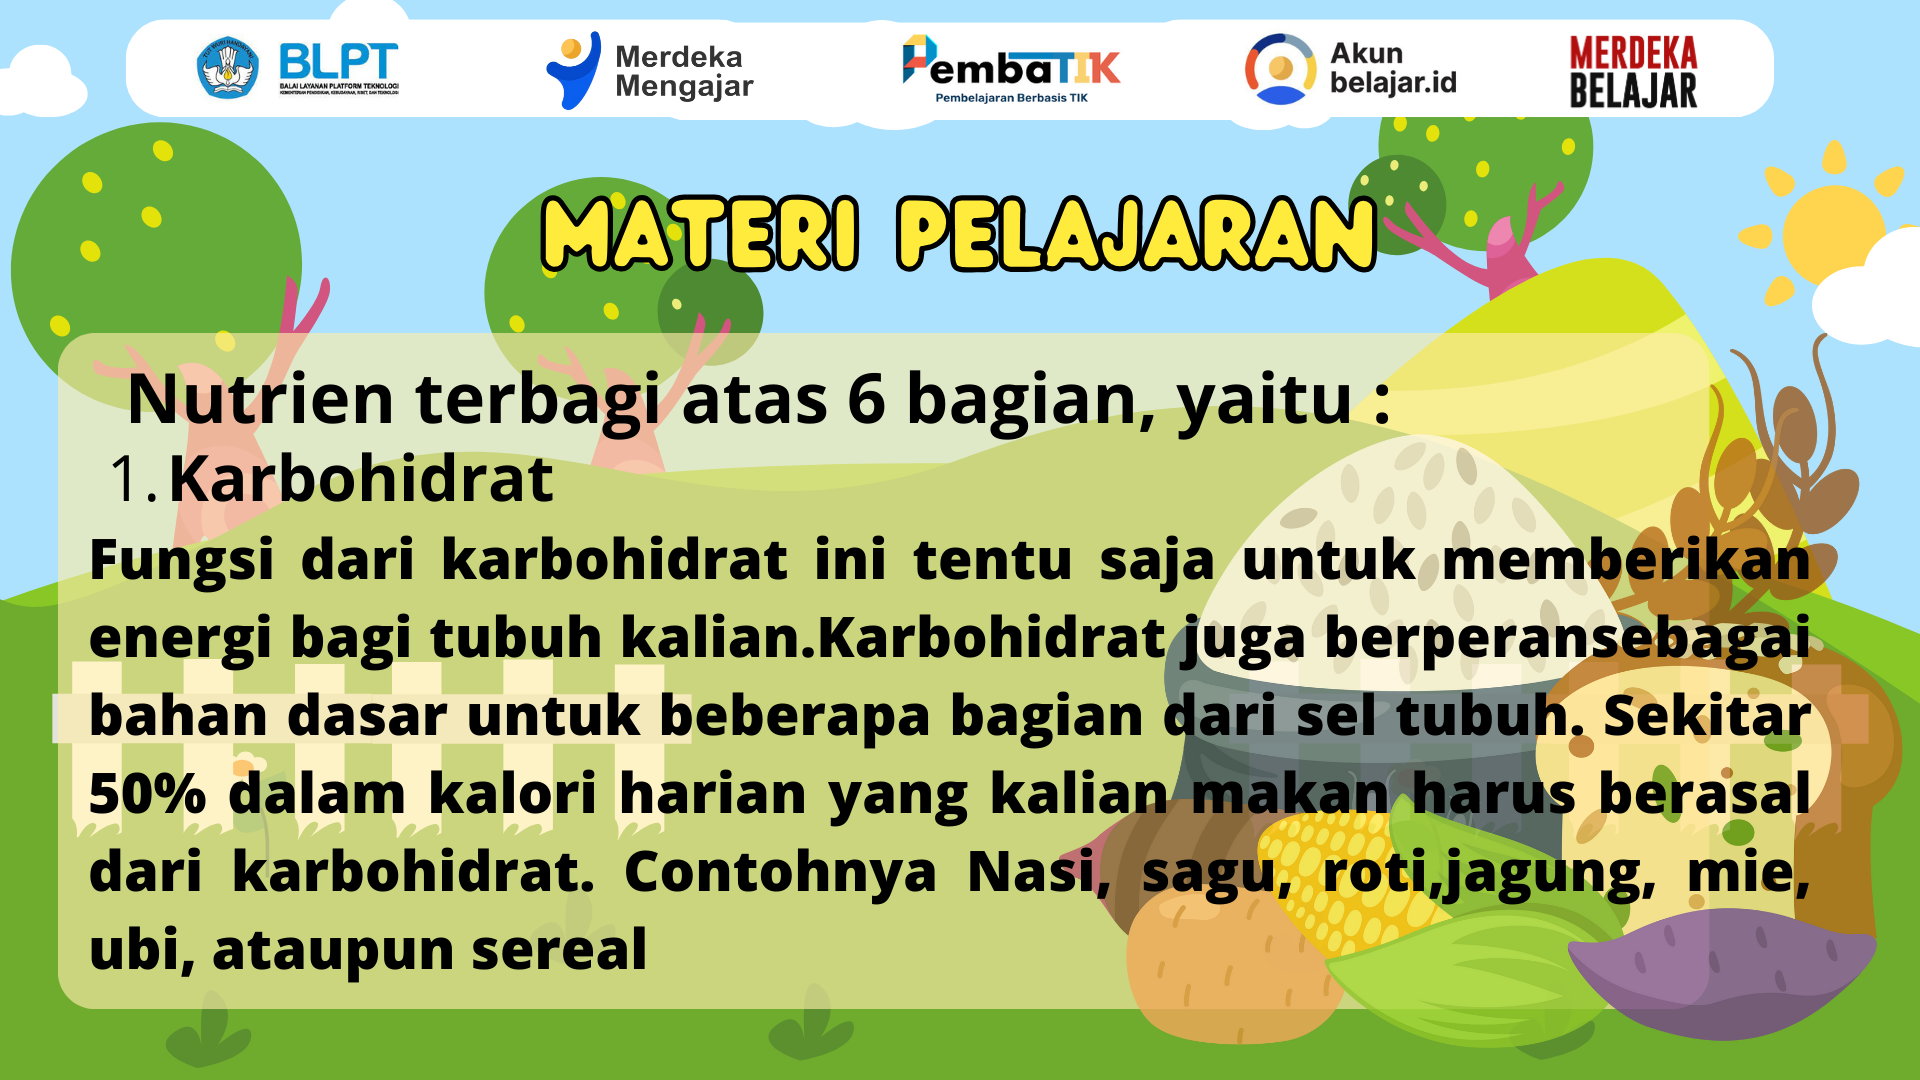 BLPT
BALAI LAYANAN PLATFORM TEKNOLOGI
Merdeka
Mengajar
PembaTIK
Pembelajaran Berbasis TIK
Akun
belajar.id
MERDEKA
BELAJAR
MATERI PELAJARAN
Nutrien terbagi atas 6 bagian, yaitu :
1. Karbohidrat
Fungsi dari karbohidrat ini tentu saja untuk memberikan
energi bagi tubuh kalian.Karbohidrat juga berperansebagai
bahan dasar untuk beberapa bagian dari sel tubuh. Sekitar
50% dalam kalori harian yang kalian makan harus berasal
dari karbohidrat. Contohnya Nasi, sagu, roti,jagung, mie,
ubi, ataupun sereal